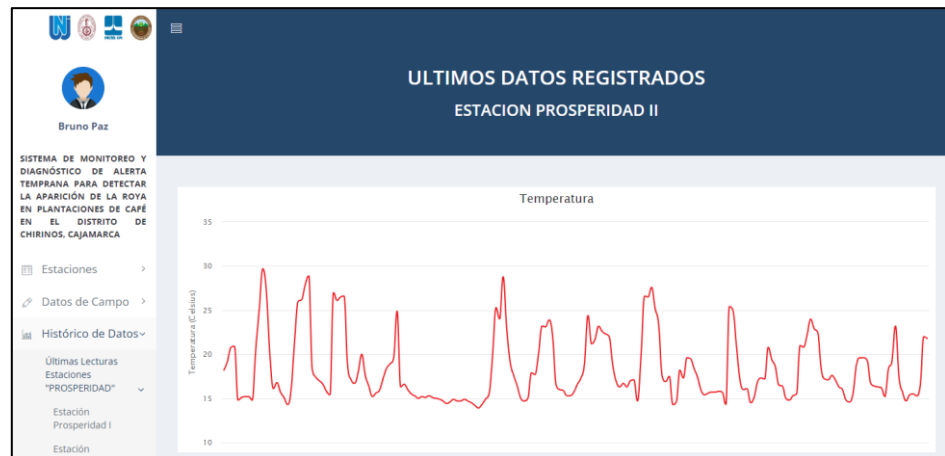 UNJ
Bruno Paz
SISTEMA DE MONITOREO Y
DIAGNÓSTICO DE ALERTA
TEMPRANA PARA DETECTAR
LA APARICIÓN DE LA ROYA
EN PLANTACIONES DE CAFÉ
EN EL DISTRITO DE
CHIRINOS, CAJAMARCA
Estaciones
Datos de Campo
Histórico de Datos
Últimas Lecturas
Estaciones
"PROSPERIDAD"
Estación
Prosperidad I
Estación
ULTIMOS DATOS REGISTRADOS
ESTACION PROSPERIDAD II
Temperatura
Temperatura (Celsius)
35
30
25
20
15
10